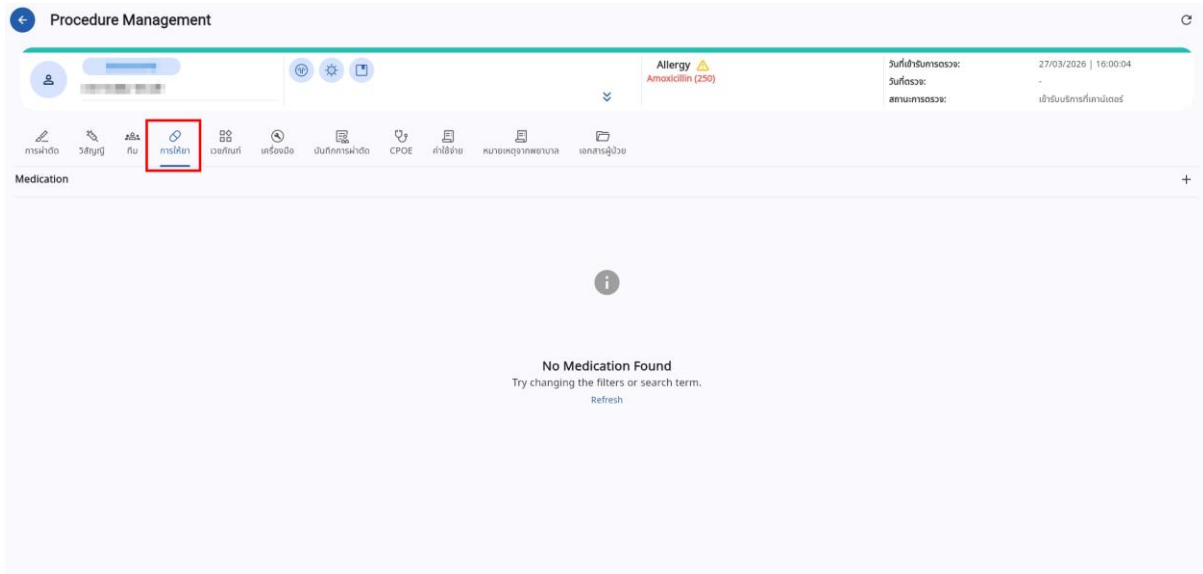 Procedure Management
Allergy
Amoxicillin (250)
วันที่เข้ารับการตรวจ: 27/03/2026 | 16:00:04
วันที่ตรวจ: -
สถานะการตรวจ: เข้ารับบริการที่เคาน์เตอร์
การผ่าตัด วิสัญญี ทีม การให้ยา เวชภัณฑ์ เครื่องมือ บันทึกการผ่าตัด CPOE ค่าใช้จ่าย หมายเหตุจากพยาบาล เอกสารผู้ป่วย
Medication
No Medication Found
Try changing the filters or search term.
Refresh